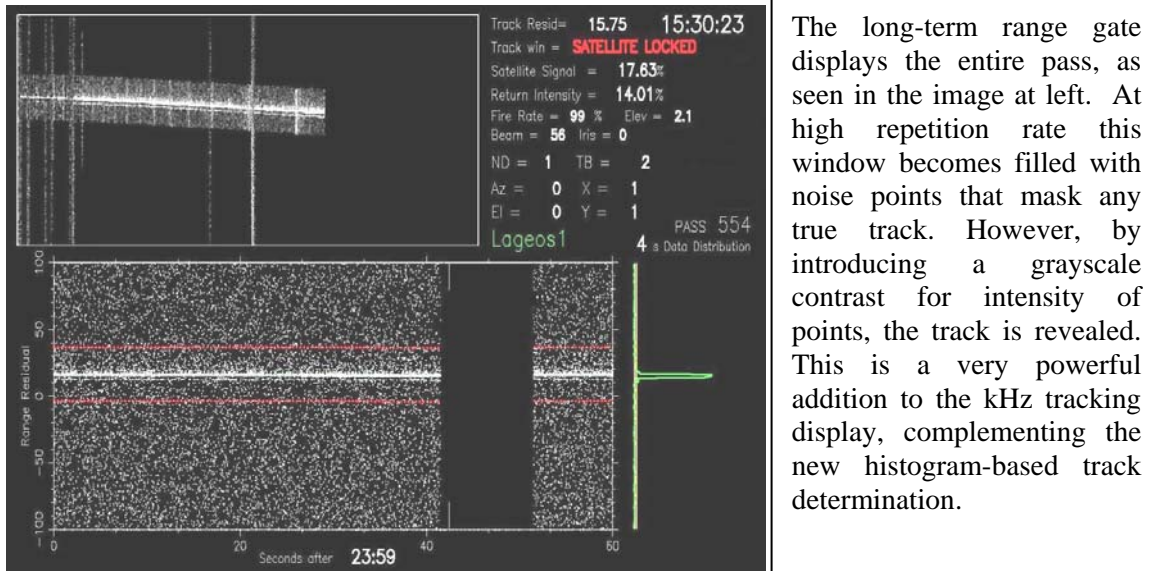 Track Resid= 15.75 15:30:23
Track win = SATELLITE LOCKED
Satellite Signal = 17.63%
Return Intensity = 14.01%
Fire Rate = 99 % Elev = 2.1
Beam = 56 Iris = 0
ND = 1 TB = 2
Az = 0 X = 1
El = 0 Y = 1
PASS 554
Lageos1
4 s Data Distribution
100
50
0
-50
-100
Range Residual
0 20 40 60
Seconds after 23:59
The long-term range gate
displays the entire pass, as
seen in the image at left. At
high repetition rate this
window becomes filled with
noise points that mask any
true track. However, by
introducing a grayscale
contrast for intensity of
points, the track is revealed.
This is a very powerful
addition to the kHz tracking
display, complementing the
new histogram-based track
determination.